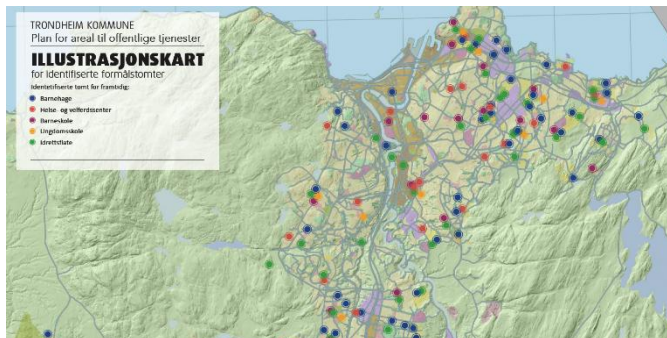 TRONDHEIM KOMMUNE
Plan for areal til offentlige tjenester
ILLUSTRASJONSKART
for identifiserte formålstomter
Identifiserte tomt for framtidig:
Barnehage
Helse- og velferdssenter
Barneskole
Ungdomsskole
Idrettsflate